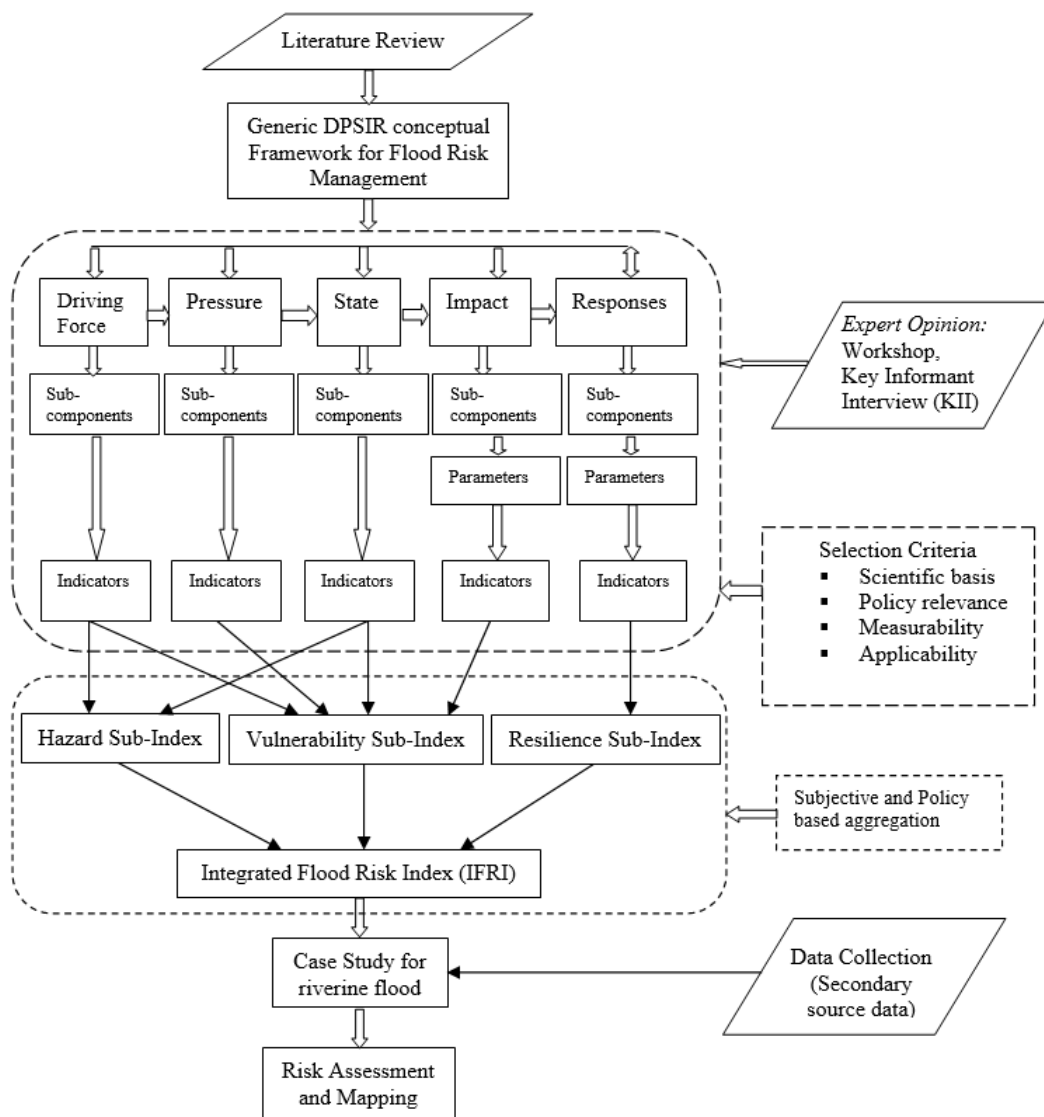 Literature Review
Generic DPSIR conceptual
Framework for Flood Risk
Management
Driving
Force
Pressure
State
Impact
Responses
Sub-
components
Sub-
components
Sub-
components
Sub-
components
Sub-
components
Parameters
Parameters
Indicators
Indicators
Indicators
Indicators
Indicators
Expert Opinion:
Workshop,
Key Informant
Interview (KII)
Selection Criteria
▪ Scientific basis
▪ Policy relevance
▪ Measurability
▪ Applicability
Hazard Sub-Index
Vulnerability Sub-Index
Resilience Sub-Index
Subjective and Policy
based aggregation
Integrated Flood Risk Index (IFRI)
Case Study for
riverine flood
Data Collection
(Secondary
source data)
Risk Assessment
and Mapping